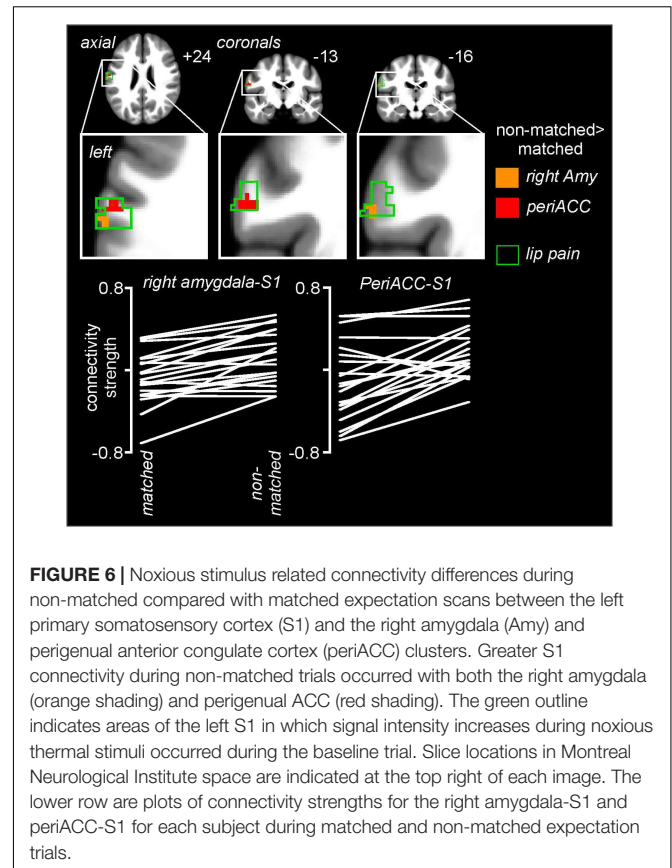 axial
+24
coronals
-13
-16
left
non-matched>
matched
right Amy
periACC
lip pain
right amygdala-S1
PeriACC-S1
0.8
connectivity
strength
-0.8
matched
non-
matched
0.8
-0.8
FIGURE 6 | Noxious stimulus related connectivity differences during
non-matched compared with matched expectation scans between the left
primary somatosensory cortex (S1) and the right amygdala (Amy) and
perigenual anterior congulate cortex (periACC) clusters. Greater S1
connectivity during non-matched trials occurred with both the right amygdala
(orange shading) and perigenual ACC (red shading). The green outline
indicates areas of the left S1 in which signal intensity increases during noxious
thermal stimuli occurred during the baseline trial. Slice locations in Montreal
Neurological Institute space are indicated at the top right of each image. The
lower row are plots of connectivity strengths for the right amygdala-S1 and
periACC-S1 for each subject during matched and non-matched expectation
trials.